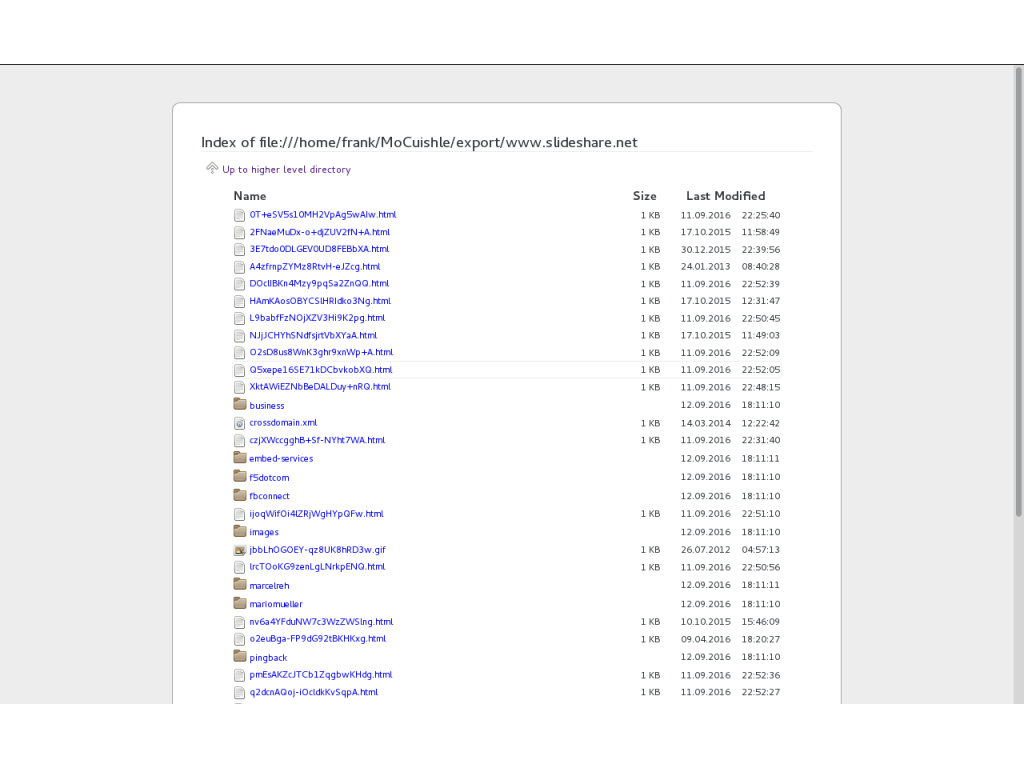 Index of file:///home/frank/MoCuishle/export/www.slideshare.net
Up to higher level directory
Name Size Last Modified
0T+eSV5s10MH2VpAg5wAIw.html 1 KB 11.09.2016 22:25:40
2FNaeMuDx-o+djZUV2fN+A.html 1 KB 17.10.2015 11:58:49
3E7tdo0DLGEV0UD8FEBbXA.html 1 KB 30.12.2015 22:39:56
A4zfrnpZYMz8RtvH-eJZcg.html 1 KB 24.01.2013 08:40:28
DOcllBKn4Mzy9pqSa2ZnQQ.html 1 KB 11.09.2016 22:52:39
HAmKAosOBYCSlHRIdko3Ng.html 1 KB 17.10.2015 12:31:47
L9babfFzNOjXZV3Hi9K2pg.html 1 KB 11.09.2016 22:50:45
NJjJCHYhSNdfsjrtVbXYaA.html 1 KB 17.10.2015 11:49:03
O2sD8us8WnK3ghr9xnWp+A.html 1 KB 11.09.2016 22:52:09
Q5xepe16SE71kDCbvkobXQ.html 1 KB 11.09.2016 22:52:05
XktAWiEZNbBeDALDuy+nRQ.html 1 KB 11.09.2016 22:48:15
business 12.09.2016 18:11:10
crossdomain.xml 1 KB 14.03.2014 12:22:42
czjXWccgghB+Sf-NYht7WA.html 1 KB 11.09.2016 22:31:40
embed-services 12.09.2016 18:11:11
f5dotcom 12.09.2016 18:11:10
fbconnect 12.09.2016 18:11:10
ijoqWifOi4lZRjWgHYpQFw.html 1 KB 11.09.2016 22:51:10
images 12.09.2016 18:11:10
jbbLhOGOEY-qz8UK8hRD3w.gif 1 KB 26.07.2012 04:57:13
lrcTOoKG9zenLgLNrkpENQ.html 1 KB 11.09.2016 22:50:56
marcelreh 12.09.2016 18:11:11
mariomueller 12.09.2016 18:11:10
nv6a4YFduNW7c3WzZWSlng.html 1 KB 10.10.2015 15:46:09
o2euBga-FP9dG92tBKHKxg.html 1 KB 09.04.2016 18:20:27
pingback 12.09.2016 18:11:10
pmEsAKZcJTCb1ZqgbwKHdg.html 1 KB 11.09.2016 22:52:36
q2dcnAQoj-iOcldkKvSqpA.html 1 KB 11.09.2016 22:52:27